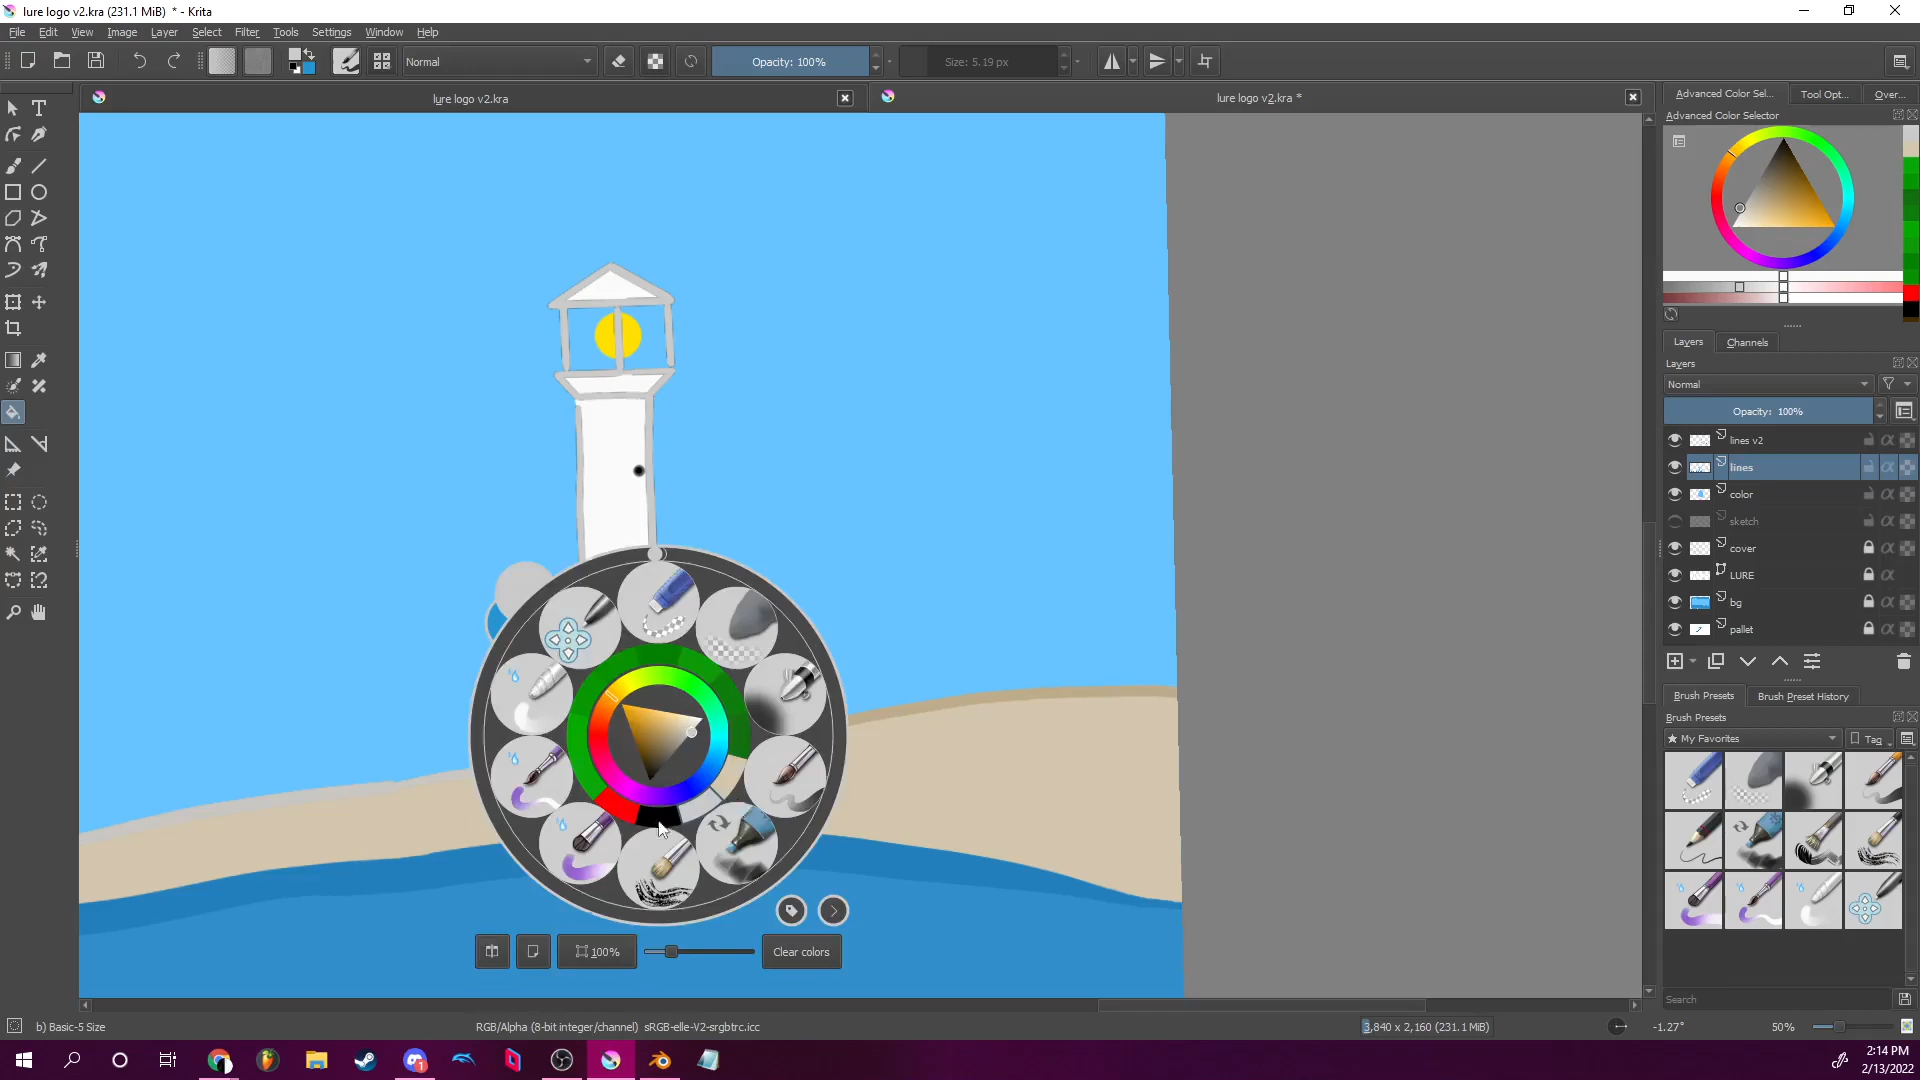 lure logo v2.kra (231.1 MiB)  * - Krita
File Edit View Image Layer Select Filter Tools Settings Window Help
Normal Opacity: 100% Size: 5.19 px
lure logo v2.kra lure logo v2.kra *
Advanced Color Sel... Tool Opt... Over...
Advanced Color Selector
Layers Channels
Layers
Normal
Opacity: 100%
lines v2
lines
color
sketch
cover
LURE
bg
pallet
Brush Presets Brush Preset History
Brush Presets
My Favorites Tag
100% Clear colors
Search
b) Basic-5 Size RGB/Alpha (8-bit integer/channel)  sRGB-elle-V2-srgbtrc.icc 3,840 x 2,160 (231.1 MiB) -1.27° 50%
1
2:14 PM
2/13/2022